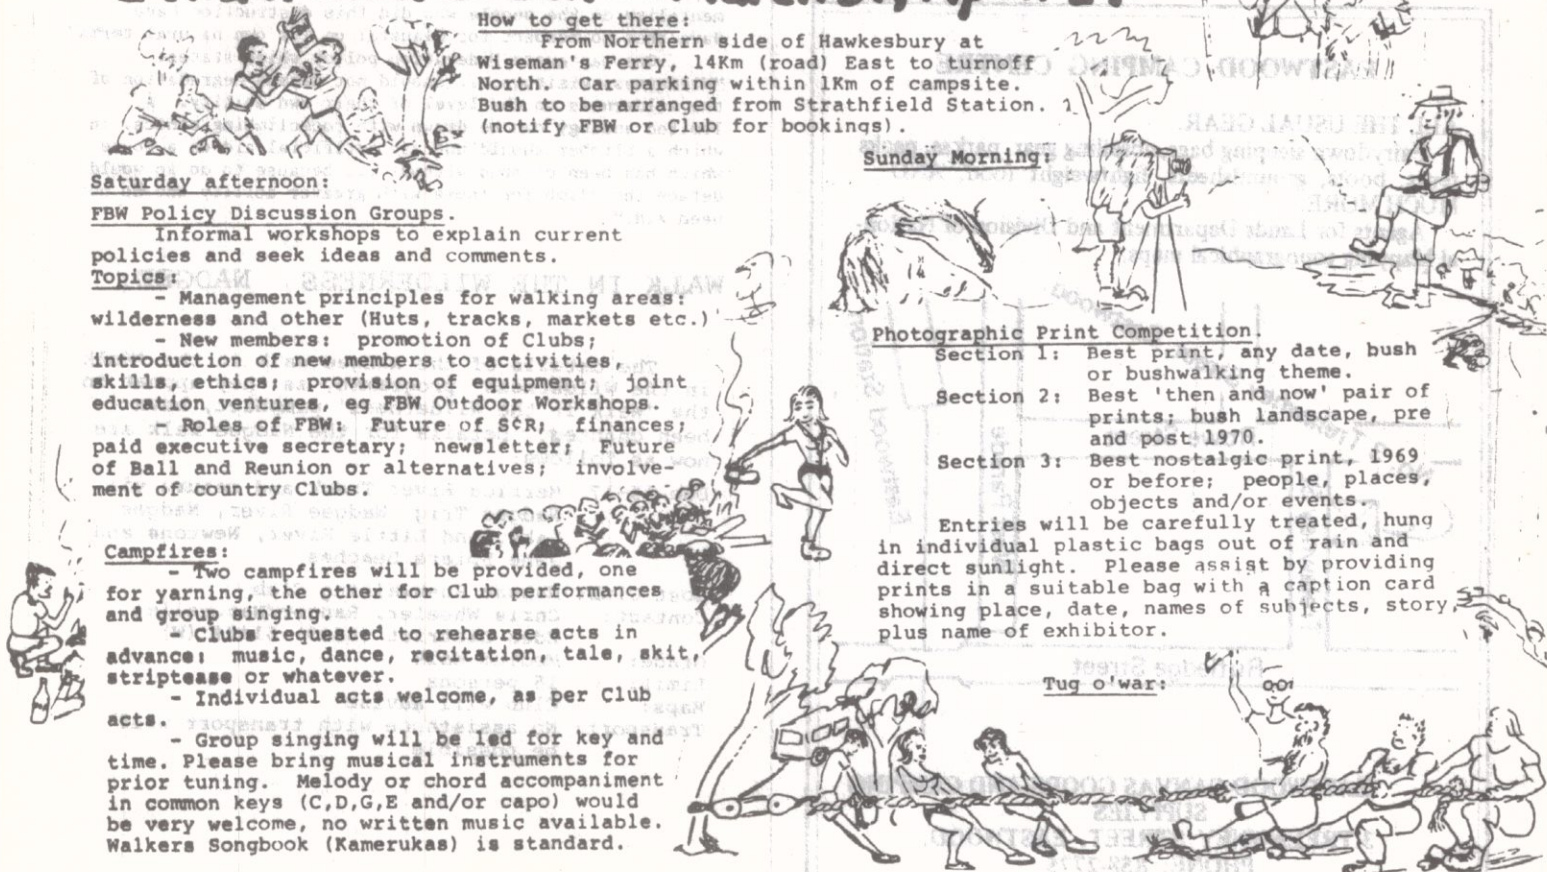 How to get there:
From Northern side of Hawkesbury at
Wiseman's Ferry, 14Km (road) East to turnoff
North. Car parking within 1Km of campsite.
Bush to be arranged from Strathfield Station.
(notify FBW or Club for bookings).
Saturday afternoon:
FBW Policy Discussion Groups.
Informal workshops to explain current
policies and seek ideas and comments.
Topics:
- Management principles for walking areas:
wilderness and other (Huts, tracks, markets etc.)
- New members: promotion of Clubs;
introduction of new members to activities,
skills, ethics; provision of equipment; joint
education ventures, eg FBW Outdoor Workshops.
- Roles of FBW: Future of S¢R; finances;
paid executive secretary; newsletter; Future
of Ball and Reunion or alternatives; involve-
ment of country Clubs.
Campfires:
- Two campfires will be provided, one
for yarning, the other for Club performances
and group singing.
- Clubs requested to rehearse acts in
advance: music, dance, recitation, tale, skit,
striptease or whatever.
- Individual acts welcome, as per Club
acts.
- Group singing will be led for key and
time. Please bring musical instruments for
prior tuning. Melody or chord accompaniment
in common keys (C,D,G,E and/or capo) would
be very welcome, no written music available.
Walkers Songbook (Kamerukas) is standard.
Sunday Morning:
Photographic Print Competition.
Section 1: Best print, any date, bush
or bushwalking theme.
Section 2: Best 'then and now' pair of
prints; bush landscape, pre
and post 1970.
Section 3: Best nostalgic print, 1969
or before; people, places,
objects and/or events.
Entries will be carefully treated, hung
in individual plastic bags out of rain and
direct sunlight. Please assist by providing
prints in a suitable bag with a caption card
showing place, date, names of subjects, story,
plus name of exhibitor.
Tug o'war: